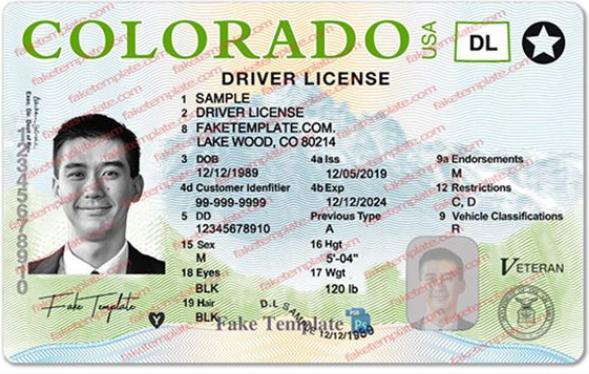 COLORADO
USA
DL
DRIVER LICENSE
1 SAMPLE
2 DRIVER LICENSE
8 FAKETEMPLATE.COM.
LAKE WOOD, CO 80214
3 DOB
12/12/1989
4a Iss
12/05/2019
9a Endorsements
M
4d Customer Identifier
99-999-9999
4b Exp
12/12/2024
12 Restrictions
C, D
5 DD
12345678910
Previous Type
A
9 Vehicle Classifications
R
15 Sex
M
16 Hgt
5'-04"
18 Eyes
BLK
17 Wgt
120 lb
19 Hair
BLK
VETERAN
Fake Template
Y
D.L SAMPLE 12/12/1989
Fake Template
PSD
Ps
12345678910
faketemplate.com